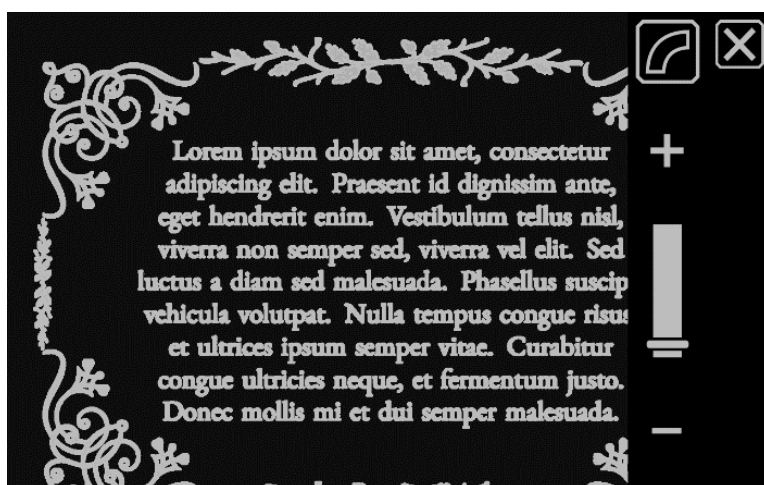 Lorem ipsum dolor sit amet, consectetur
adipiscing elit. Praesent id dignissim ante,
eget hendrerit enim. Vestibulum tellus nisl,
viverra non semper sed, viverra vel elit. Sed
luctus a diam sed malesuada. Phasellus suscip
vehicula volutpat. Nulla tempus congue risus
et ultrices ipsum semper vitae. Curabitur
congue ultricies neque, et fermentum justo.
Donec mollis mi et dui semper malesuada.